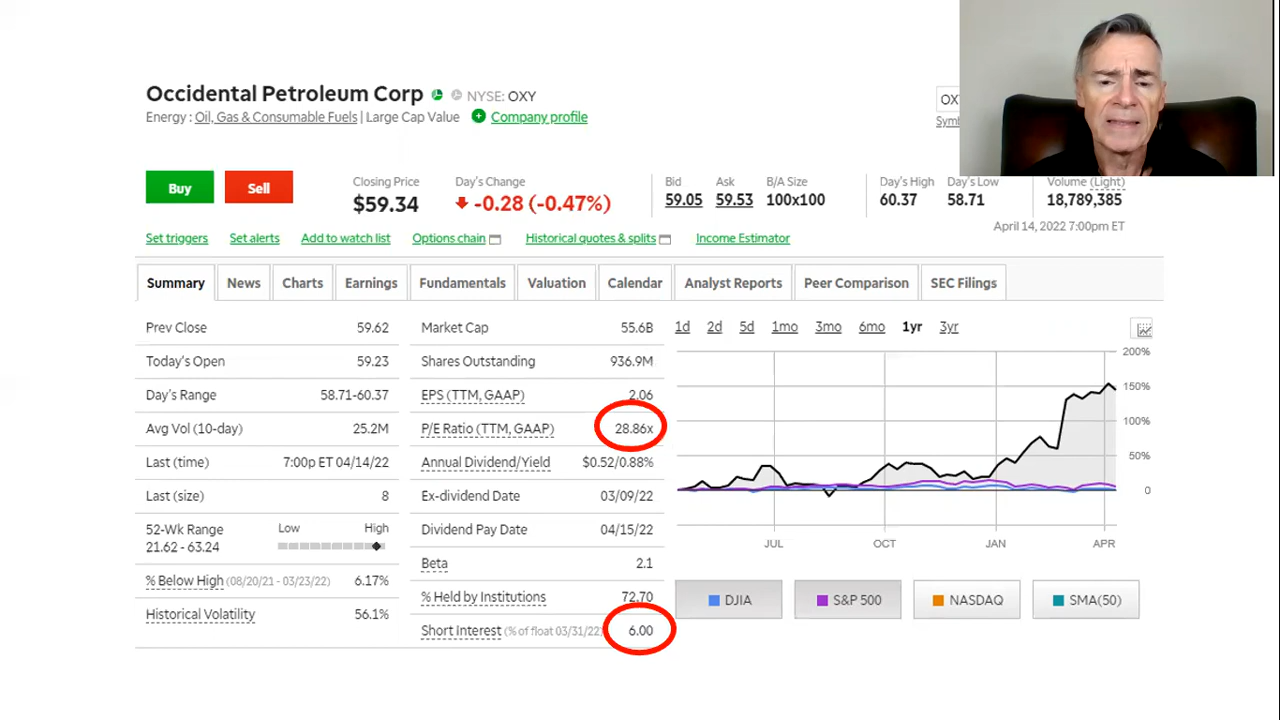 Occidental Petroleum Corp NYSE: OXY
Energy : Oil, Gas & Consumable Fuels | Large Cap Value Company profile
OX
Symb
Buy
Sell
Closing Price
$59.34
Day's Change
-0.28 (-0.47%)
Bid
59.05
Ask
59.53
B/A Size
100x100
Day's High
60.37
Day's Low
58.71
Volume (Light)
18,789,385
April 14, 2022 7:00pm ET
Set triggers Set alerts Add to watch list Options chain Historical quotes & splits Income Estimator
Summary News Charts Earnings Fundamentals Valuation Calendar Analyst Reports Peer Comparison SEC Filings
Prev Close 59.62
Today's Open 59.23
Day's Range 58.71-60.37
Avg Vol (10-day) 25.2M
Last (time) 7:00p ET 04/14/22
Last (size) 8
52-Wk Range
21.62 - 63.24
Low High
% Below High (08/20/21 - 03/23/22) 6.17%
Historical Volatility 56.1%
Market Cap 55.6B
Shares Outstanding 936.9M
EPS (TTM, GAAP) 2.06
P/E Ratio (TTM, GAAP) 28.86x
Annual Dividend/Yield $0.52/0.88%
Ex-dividend Date 03/09/22
Dividend Pay Date 04/15/22
Beta 2.1
% Held by Institutions 72.70
Short Interest (% of float 03/31/22) 6.00
1d 2d 5d 1mo 3mo 6mo 1yr 3yr
200%
150%
100%
50%
0
JUL OCT JAN APR
DJIA S&P 500 NASDAQ SMA(50)